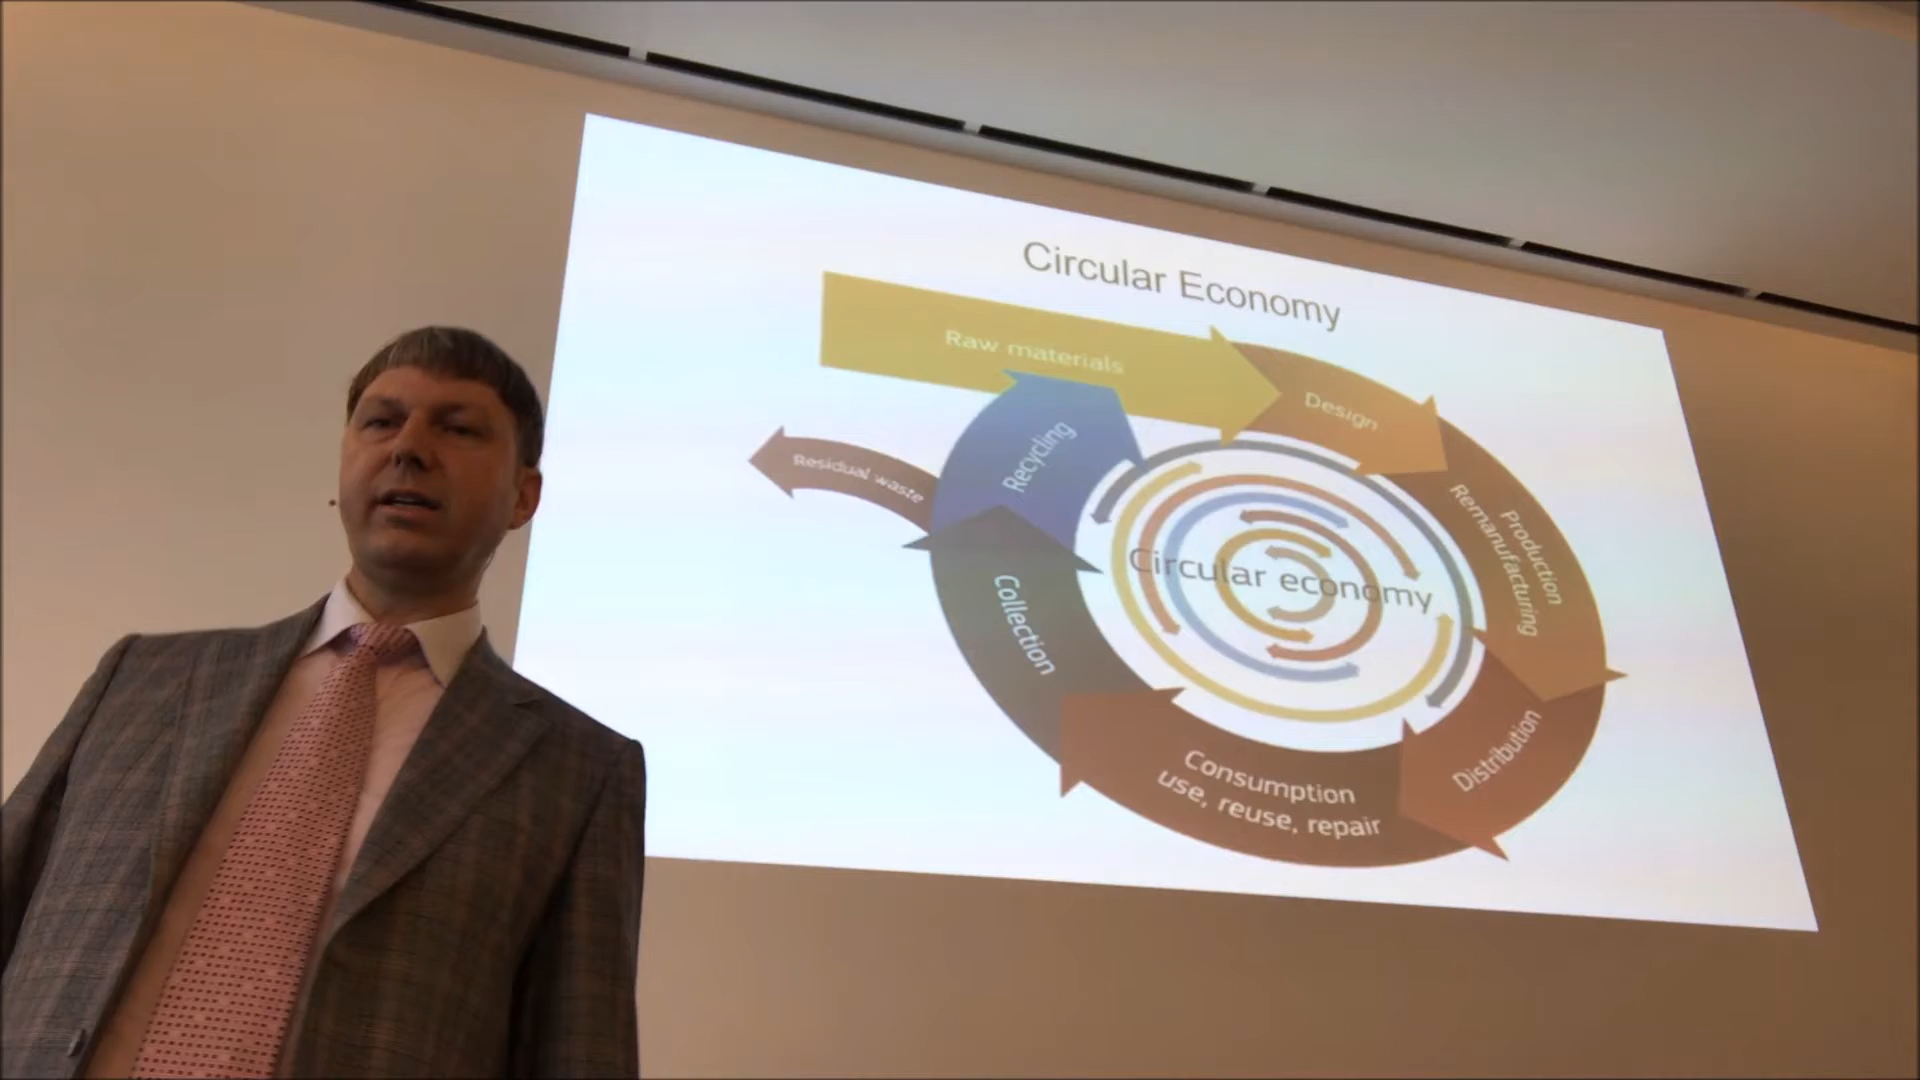 Circular Economy
Raw materials
Design
Production
Remanufacturing
Distribution
Consumption
use, reuse, repair
Collection
Recycling
Residual waste
Circular economy